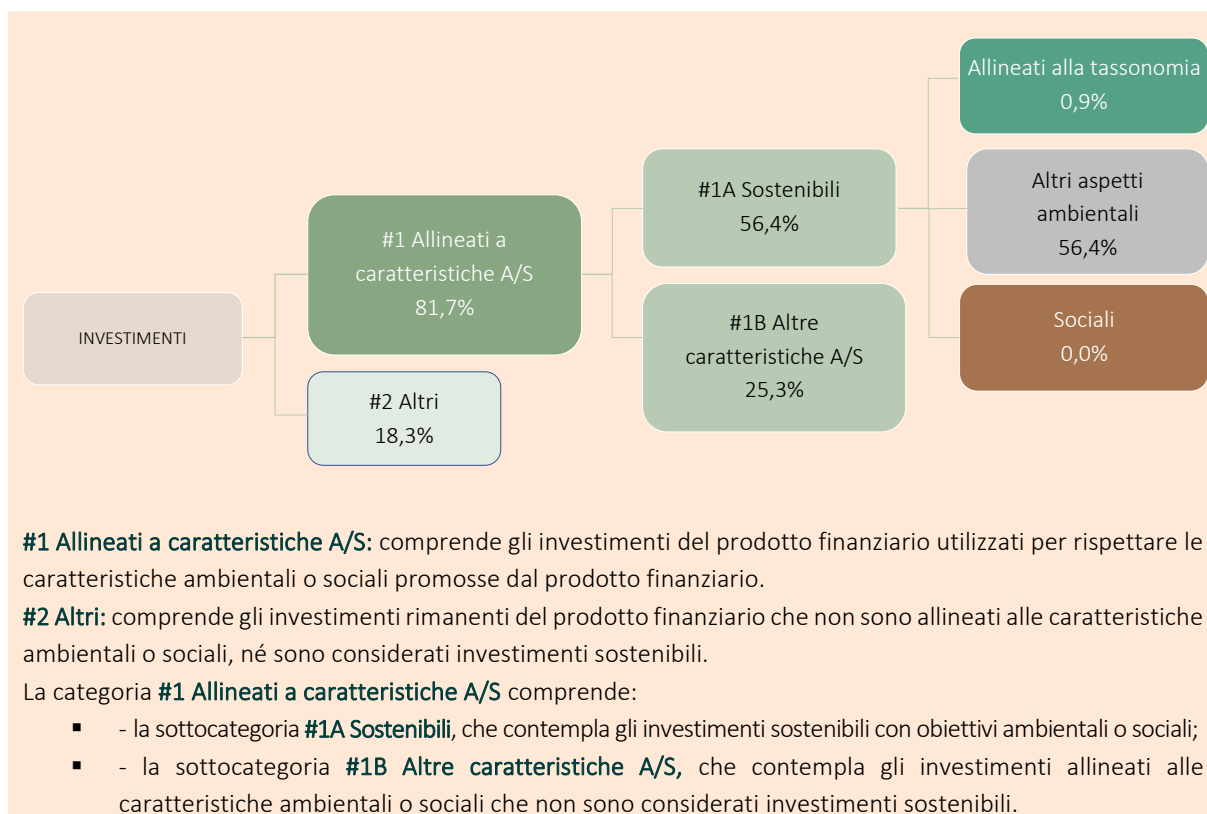 INVESTIMENTI
#1 Allineati a
caratteristiche A/S
81,7%
#2 Altri
18,3%
#1A Sostenibili
56,4%
#1B Altre
caratteristiche A/S
25,3%
Allineati alla tassonomia
0,9%
Altri aspetti
ambientali
56,4%
Sociali
0,0%
#1 Allineati a caratteristiche A/S: comprende gli investimenti del prodotto finanziario utilizzati per rispettare le
caratteristiche ambientali o sociali promosse dal prodotto finanziario.
#2 Altri: comprende gli investimenti rimanenti del prodotto finanziario che non sono allineati alle caratteristiche
ambientali o sociali, né sono considerati investimenti sostenibili.
La categoria #1 Allineati a caratteristiche A/S comprende:
▪ - la sottocategoria #1A Sostenibili, che contempla gli investimenti sostenibili con obiettivi ambientali o sociali;
▪ - la sottocategoria #1B Altre caratteristiche A/S, che contempla gli investimenti allineati alle
caratteristiche ambientali o sociali che non sono considerati investimenti sostenibili.